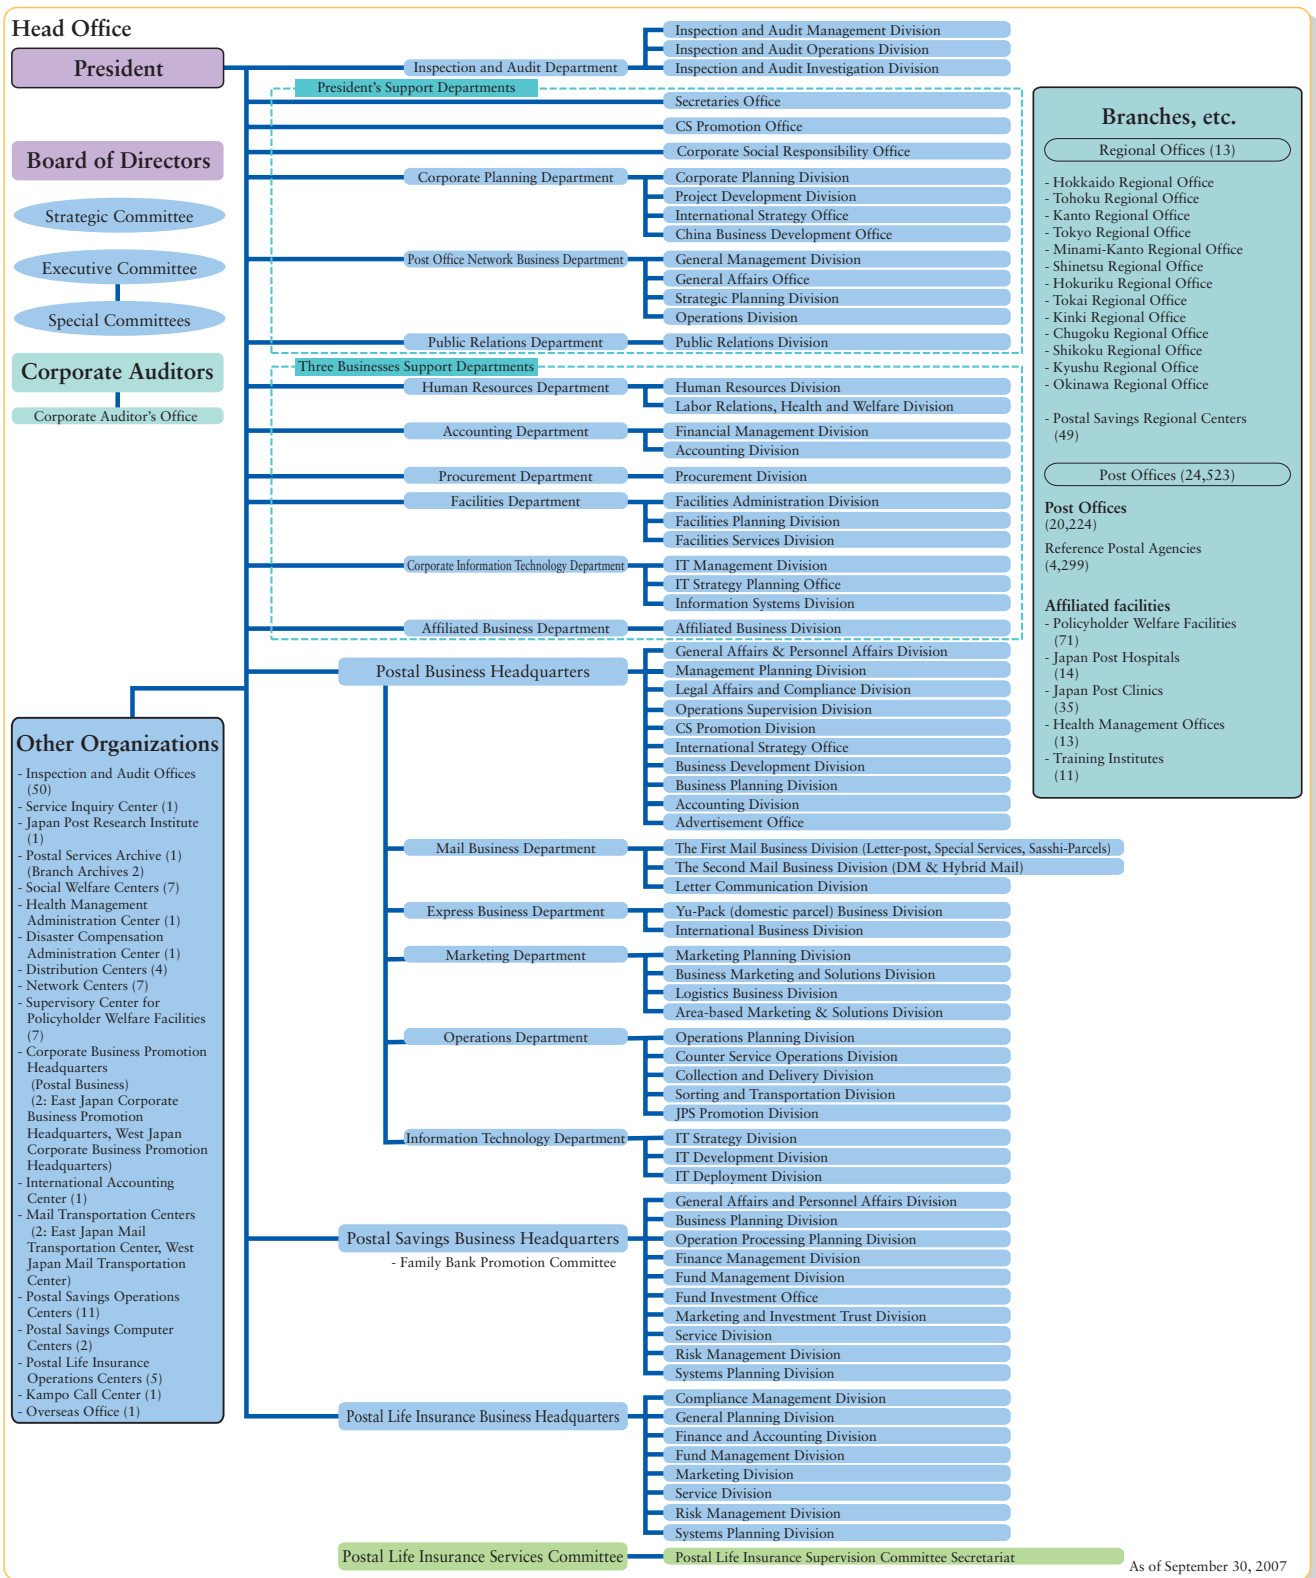 Head Office
President
Board of Directors
Strategic Committee
Executive Committee
Special Committees
Corporate Auditors
Corporate Auditor's Office
Inspection and Audit Department
Inspection and Audit Management Division
Inspection and Audit Operations Division
Inspection and Audit Investigation Division
President's Support Departments
Secretaries Office
CS Promotion Office
Corporate Social Responsibility Office
Corporate Planning Department
Corporate Planning Division
Project Development Division
International Strategy Office
China Business Development Office
Post Office Network Business Department
General Management Division
General Affairs Office
Strategic Planning Division
Operations Division
Public Relations Department
Public Relations Division
Three Businesses Support Departments
Human Resources Department
Human Resources Division
Labor Relations, Health and Welfare Division
Accounting Department
Financial Management Division
Accounting Division
Procurement Department
Procurement Division
Facilities Department
Facilities Administration Division
Facilities Planning Division
Facilities Services Division
Corporate Information Technology Department
IT Management Division
IT Strategy Planning Office
Information Systems Division
Affiliated Business Department
Affiliated Business Division
Postal Business Headquarters
General Affairs & Personnel Affairs Division
Management Planning Division
Legal Affairs and Compliance Division
Operations Supervision Division
CS Promotion Division
International Strategy Office
Business Development Division
Business Planning Division
Accounting Division
Advertisement Office
Mail Business Department
The First Mail Business Division (Letter-post, Special Services, Sasshi-Parcels)
The Second Mail Business Division (DM & Hybrid Mail)
Letter Communication Division
Express Business Department
Yu-Pack (domestic parcel) Business Division
International Business Division
Marketing Department
Marketing Planning Division
Business Marketing and Solutions Division
Logistics Business Division
Area-based Marketing & Solutions Division
Operations Department
Operations Planning Division
Counter Service Operations Division
Collection and Delivery Division
Sorting and Transportation Division
JPS Promotion Division
Information Technology Department
IT Strategy Division
IT Development Division
IT Deployment Division
Postal Savings Business Headquarters
- Family Bank Promotion Committee
General Affairs and Personnel Affairs Division
Business Planning Division
Operation Processing Planning Division
Finance Management Division
Fund Management Division
Fund Investment Office
Marketing and Investment Trust Division
Service Division
Risk Management Division
Systems Planning Division
Postal Life Insurance Business Headquarters
Compliance Management Division
General Planning Division
Finance and Accounting Division
Fund Management Division
Marketing Division
Service Division
Risk Management Division
Systems Planning Division
Postal Life Insurance Services Committee
Postal Life Insurance Supervision Committee Secretariat
Other Organizations
- Inspection and Audit Offices
(50)
- Service Inquiry Center (1)
- Japan Post Research Institute
(1)
- Postal Services Archive (1)
(Branch Archives 2)
- Social Welfare Centers (7)
- Health Management
Administration Center (1)
- Disaster Compensation
Administration Center (1)
- Distribution Centers (4)
- Network Centers (7)
- Supervisory Center for
Policyholder Welfare Facilities
(7)
- Corporate Business Promotion
Headquarters
(Postal Business)
(2: East Japan Corporate
Business Promotion
Headquarters, West Japan
Corporate Business Promotion
Headquarters)
- International Accounting
Center (1)
- Mail Transportation Centers
(2: East Japan Mail
Transportation Center, West
Japan Mail Transportation
Center)
- Postal Savings Operations
Centers (11)
- Postal Savings Computer
Centers (2)
- Postal Life Insurance
Operations Centers (5)
- Kampo Call Center (1)
- Overseas Office (1)
Branches, etc.
Regional Offices (13)
- Hokkaido Regional Office
- Tohoku Regional Office
- Kanto Regional Office
- Tokyo Regional Office
- Minami-Kanto Regional Office
- Shinetsu Regional Office
- Hokuriku Regional Office
- Tokai Regional Office
- Kinki Regional Office
- Chugoku Regional Office
- Shikoku Regional Office
- Kyushu Regional Office
- Okinawa Regional Office
- Postal Savings Regional Centers
(49)
Post Offices (24,523)
Post Offices
(20,224)
Reference Postal Agencies
(4,299)
Affiliated facilities
- Policyholder Welfare Facilities
(71)
- Japan Post Hospitals
(14)
- Japan Post Clinics
(35)
- Health Management Offices
(13)
- Training Institutes
(11)
As of September 30, 2007